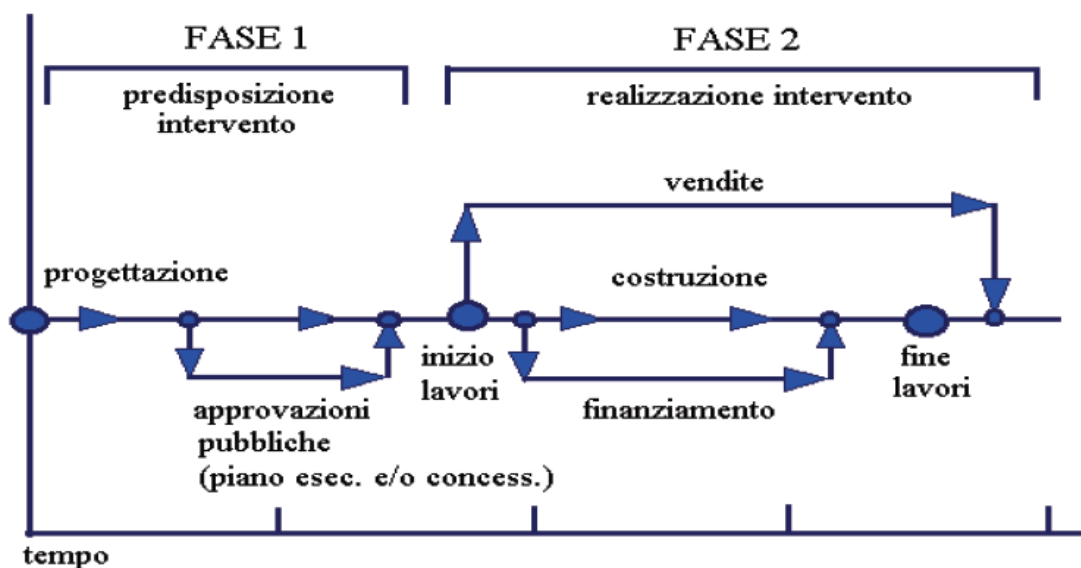 FASE 1
FASE 2
predisposizione
intervento
realizzazione intervento
vendite
progettazione
costruzione
inizio
lavori
fine
lavori
approvazioni
pubbliche
(piano esec. e/o concess.)
finanziamento
tempo